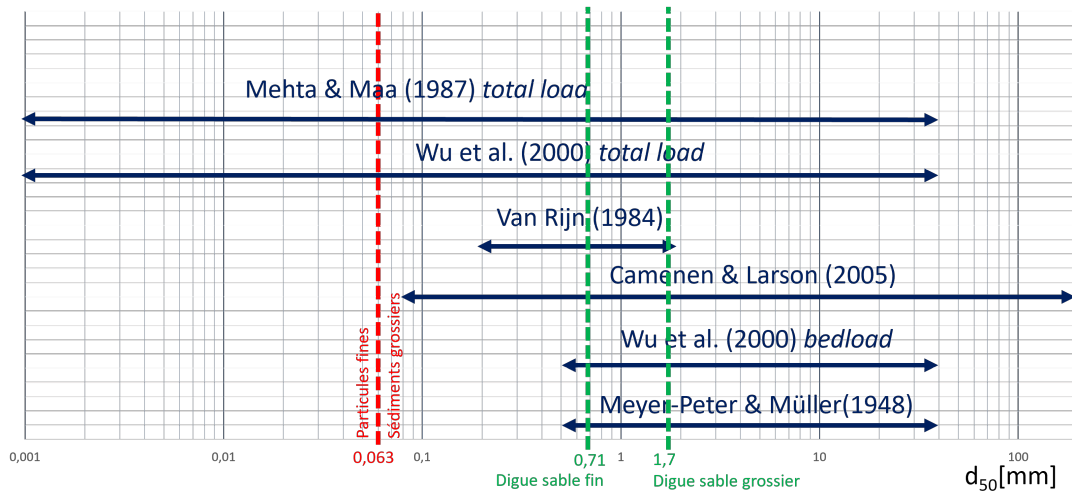 Mehta & Maa (1987) total load
Wu et al. (2000) total load
Van Rijn (1984)
Camenen & Larson (2005)
Wu et al. (2000) bedload
Meyer-Peter & Müller(1948)
Particules fines
Sédiments grossiers
0,001
0,01
0,063
0,1
0,71
1
1,7
10
100
Digue sable fin
Digue sable grossier
d50[mm]